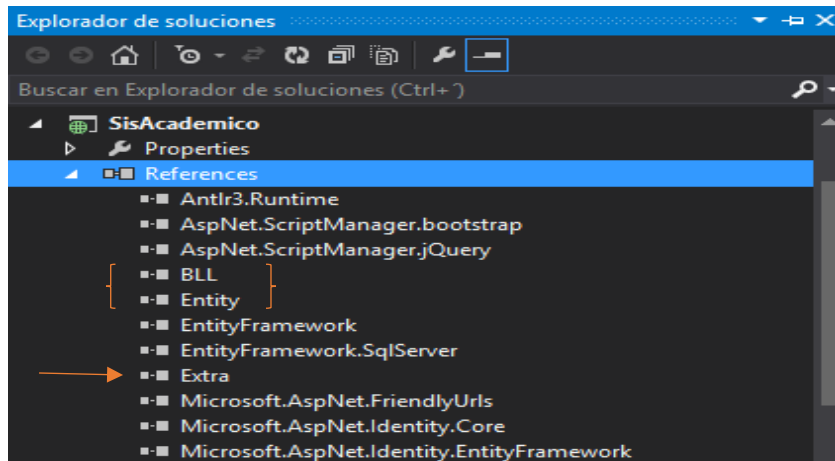 Explorador de soluciones
Buscar en Explorador de soluciones (Ctrl+´)
SisAcademico
Properties
References
Antlr3.Runtime
AspNet.ScriptManager.bootstrap
AspNet.ScriptManager.jQuery
BLL
Entity
EntityFramework
EntityFramework.SqlServer
Extra
Microsoft.AspNet.FriendlyUrls
Microsoft.AspNet.Identity.Core
Microsoft.AspNet.Identity.EntityFramework